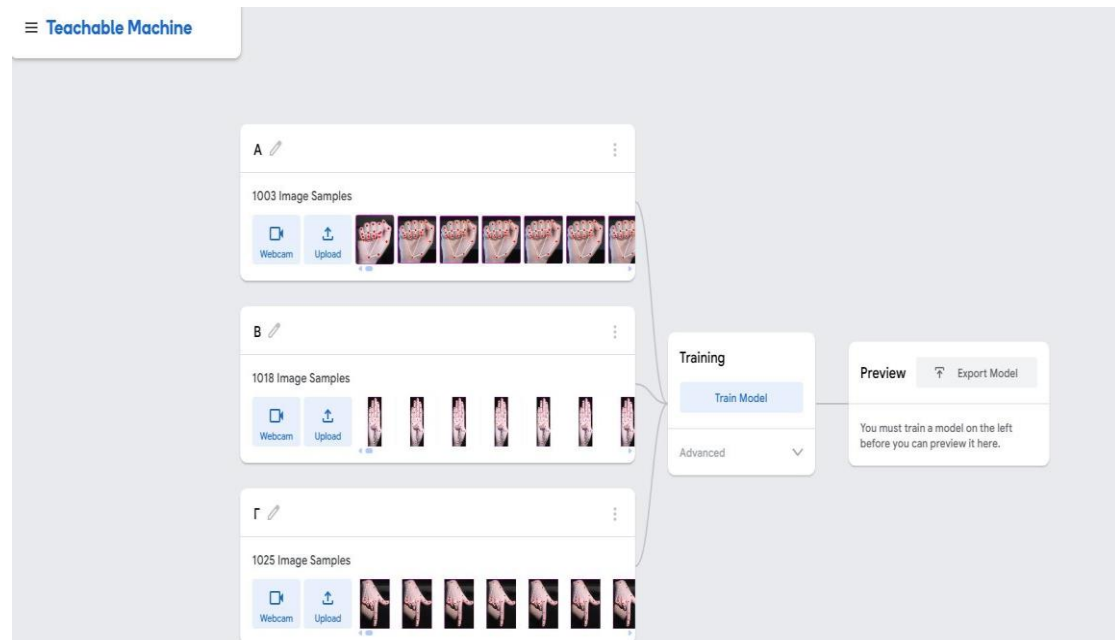 Teachable Machine
Α
1003 Image Samples
Webcam
Upload
Β
1018 Image Samples
Webcam
Upload
Γ
1025 Image Samples
Webcam
Upload
Training
Train Model
Advanced
Preview
Export Model
You must train a model on the left
before you can preview it here.